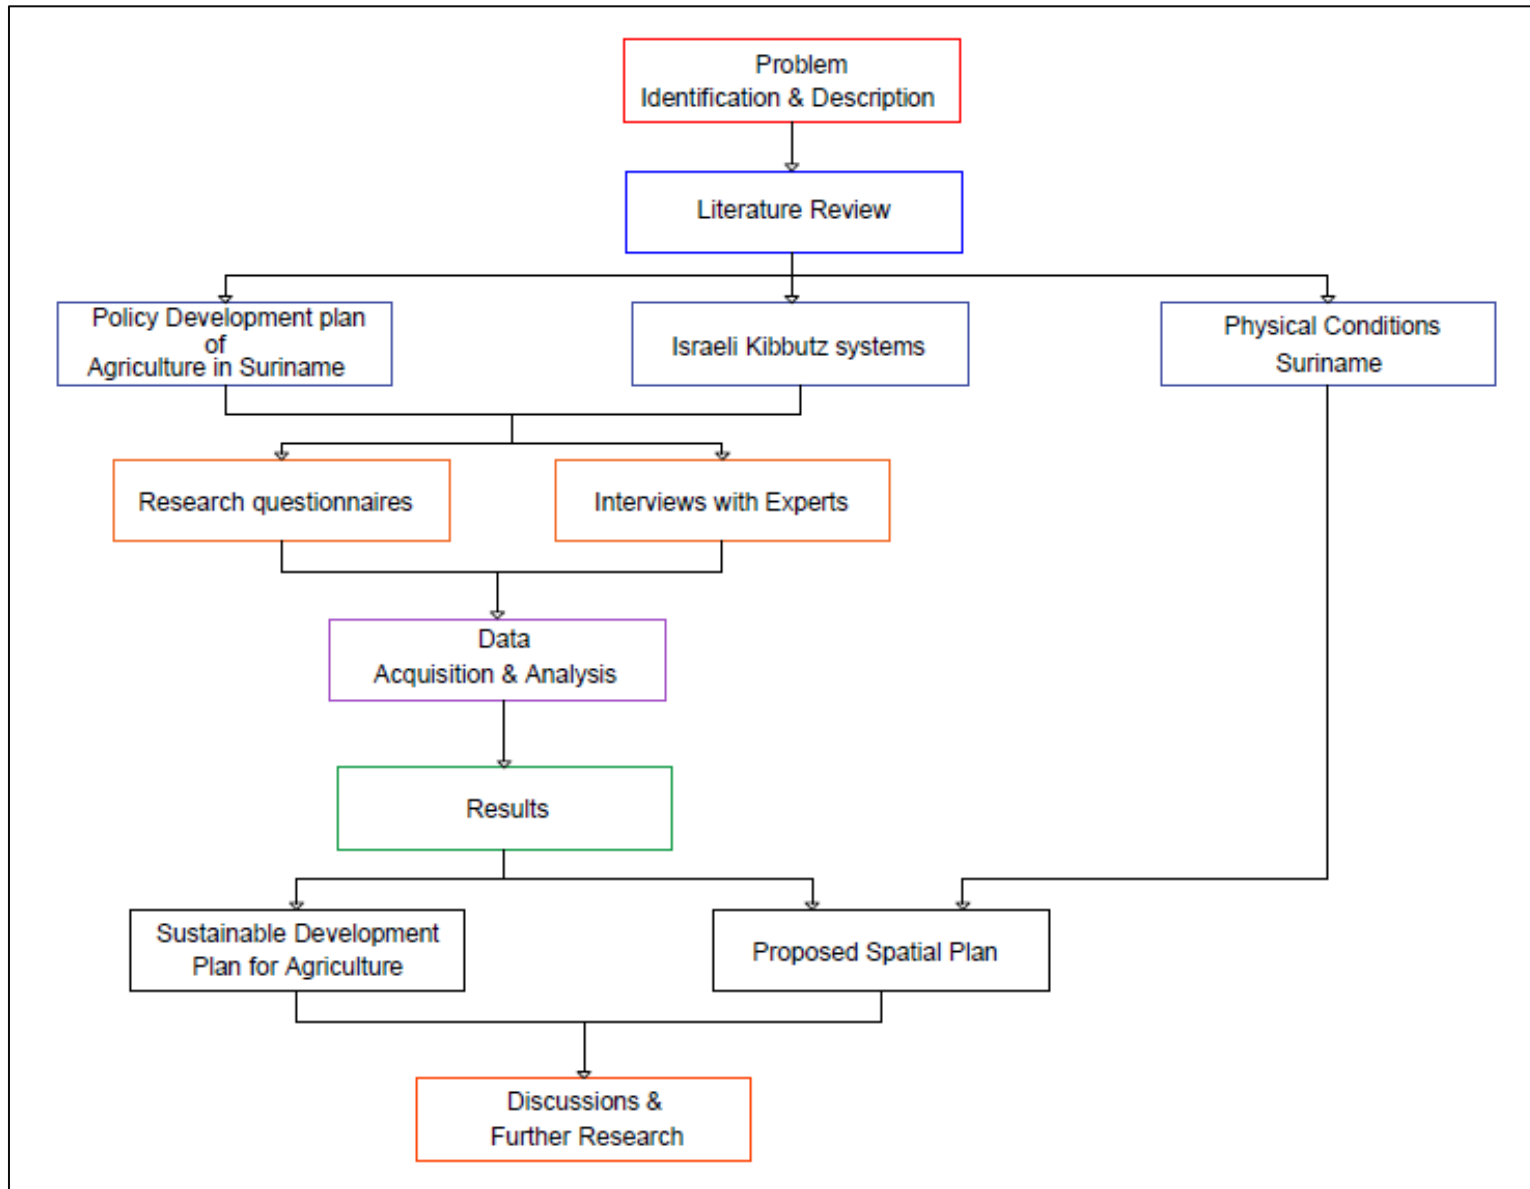 Problem
Identification & Description
Literature Review
Policy Development plan
of
Agriculture in Suriname
Israeli Kibbutz systems
Physical Conditions
Suriname
Research questionnaires
Interviews with Experts
Data
Acquisition & Analysis
Results
Sustainable Development
Plan for Agriculture
Proposed Spatial Plan
Discussions &
Further Research